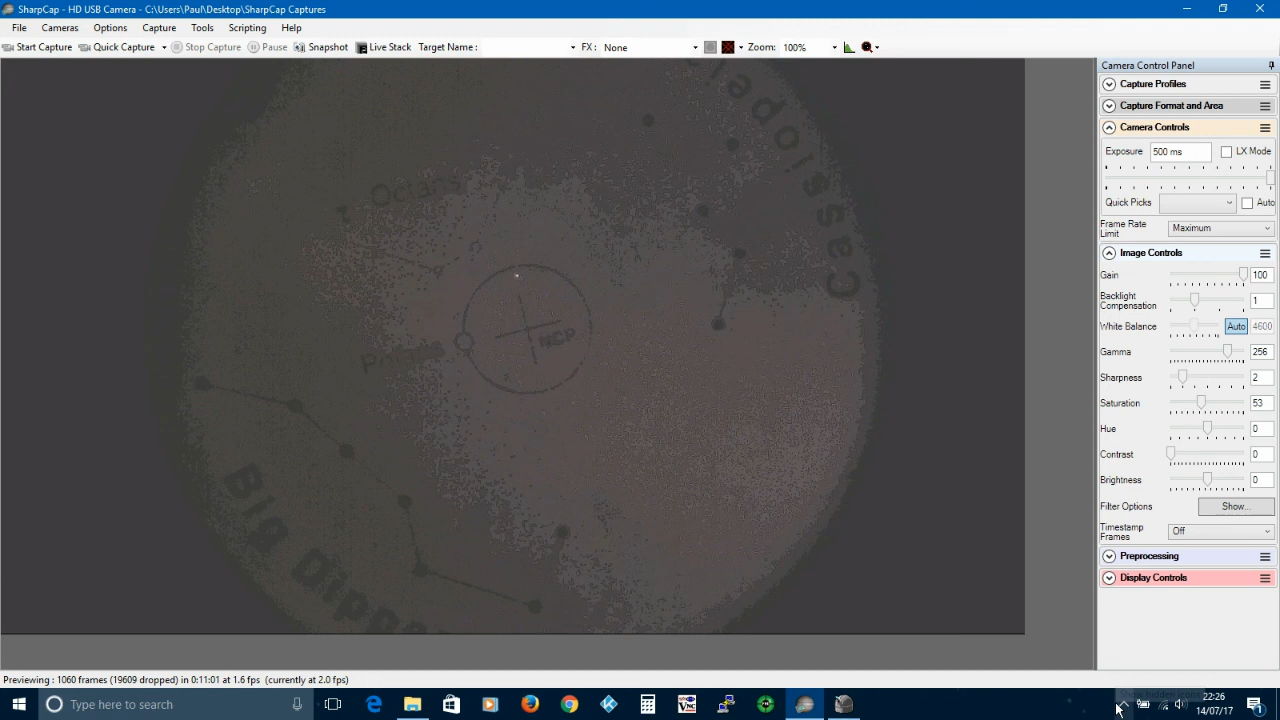 SharpCap - HD USB Camera - C:\Users\Paul\Desktop\SharpCap Captures
File Cameras Options Capture Tools Scripting Help
Start Capture Quick Capture Stop Capture Pause Snapshot Live Stack Target Name : FX : None Zoom: 100%
Camera Control Panel
Capture Profiles
Capture Format and Area
Camera Controls
Exposure 500 ms LX Mode
Quick Picks Auto
Frame Rate Limit Maximum
Image Controls
Gain 100
Backlight Compensation 1
White Balance Auto 4600
Gamma 256
Sharpness 2
Saturation 53
Hue 0
Contrast 0
Brightness 0
Filter Options Show...
Timestamp Frames Off
Preprocessing
Display Controls
Cassiopeia
NCP
Polaris
Big Dipper
Previewing : 1060 frames (19609 dropped) in 0:11:01 at 1.6 fps (currently at 2.0 fps)
Type here to search
22:26
14/07/17